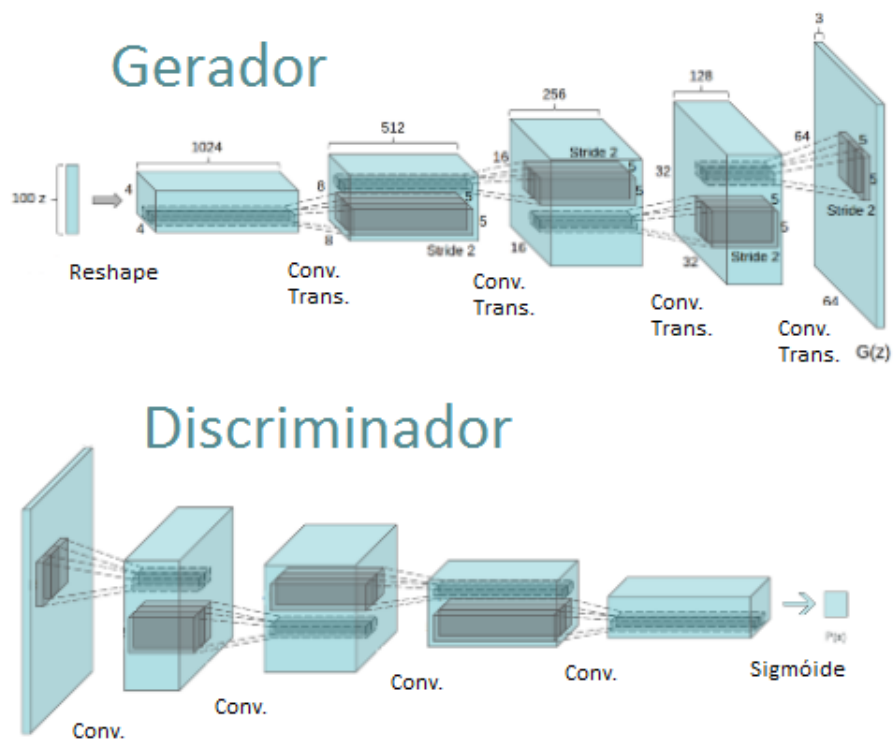 Gerador
100 z
Reshape
4
4
1024
Conv.
Trans.
512
8
8
5
5
Stride 2
Conv.
Trans.
256
16
16
Stride 2
5
5
Conv.
Trans.
128
32
32
5
5
Stride 2
Conv.
Trans.
3
64
5
5
Stride 2
64
G(z)
Discriminador
Conv.
Conv.
Conv.
Conv.
Sigmóide
P(x)